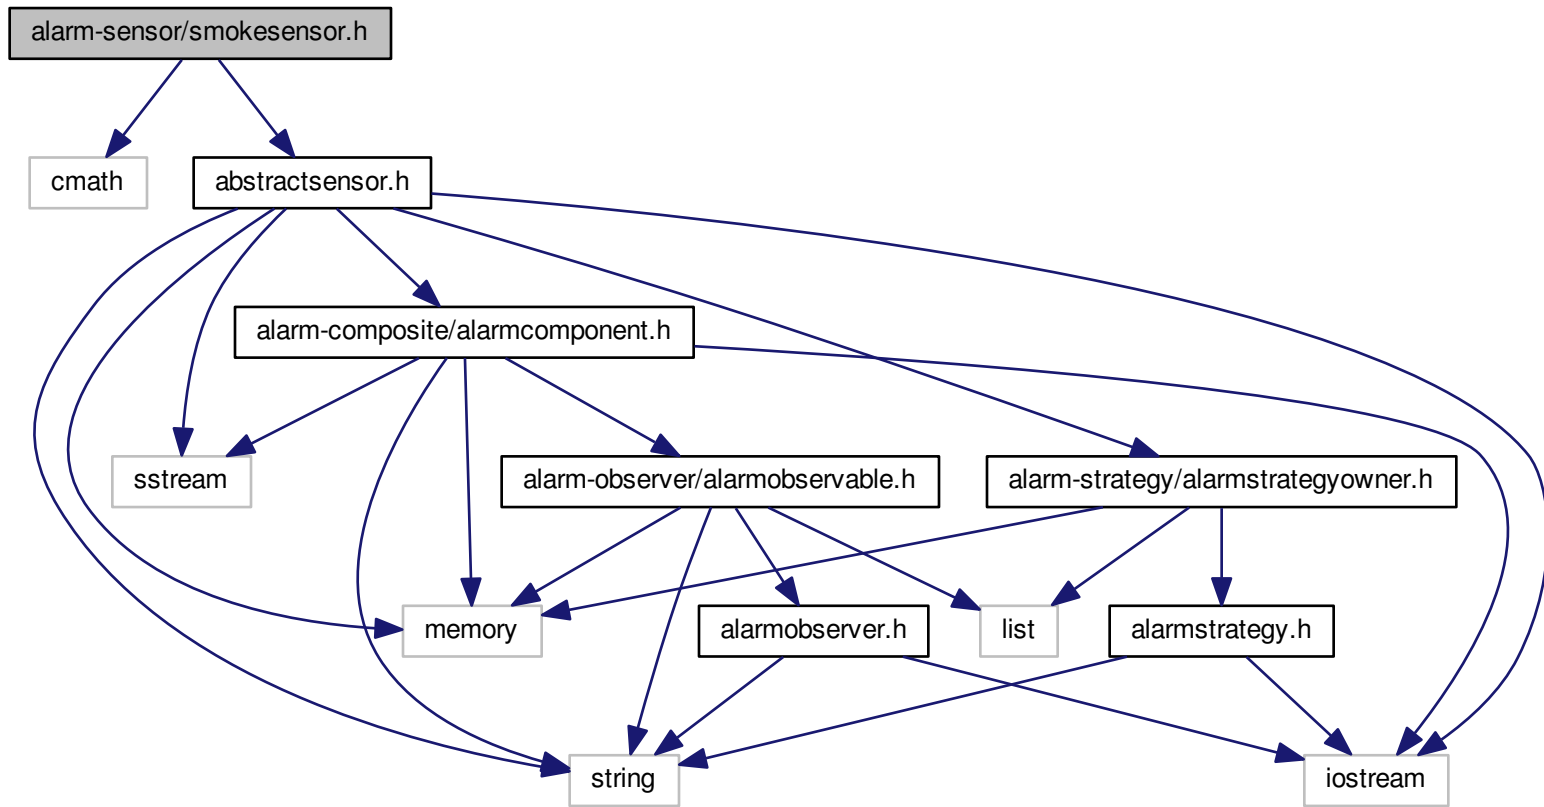 alarm-sensor/smokesensor.h
cmath
abstractsensor.h
alarm-composite/alarmcomponent.h
sstream
alarm-observer/alarmobservable.h
alarm-strategy/alarmstrategyowner.h
memory
alarmobserver.h
list
alarmstrategy.h
string
iostream